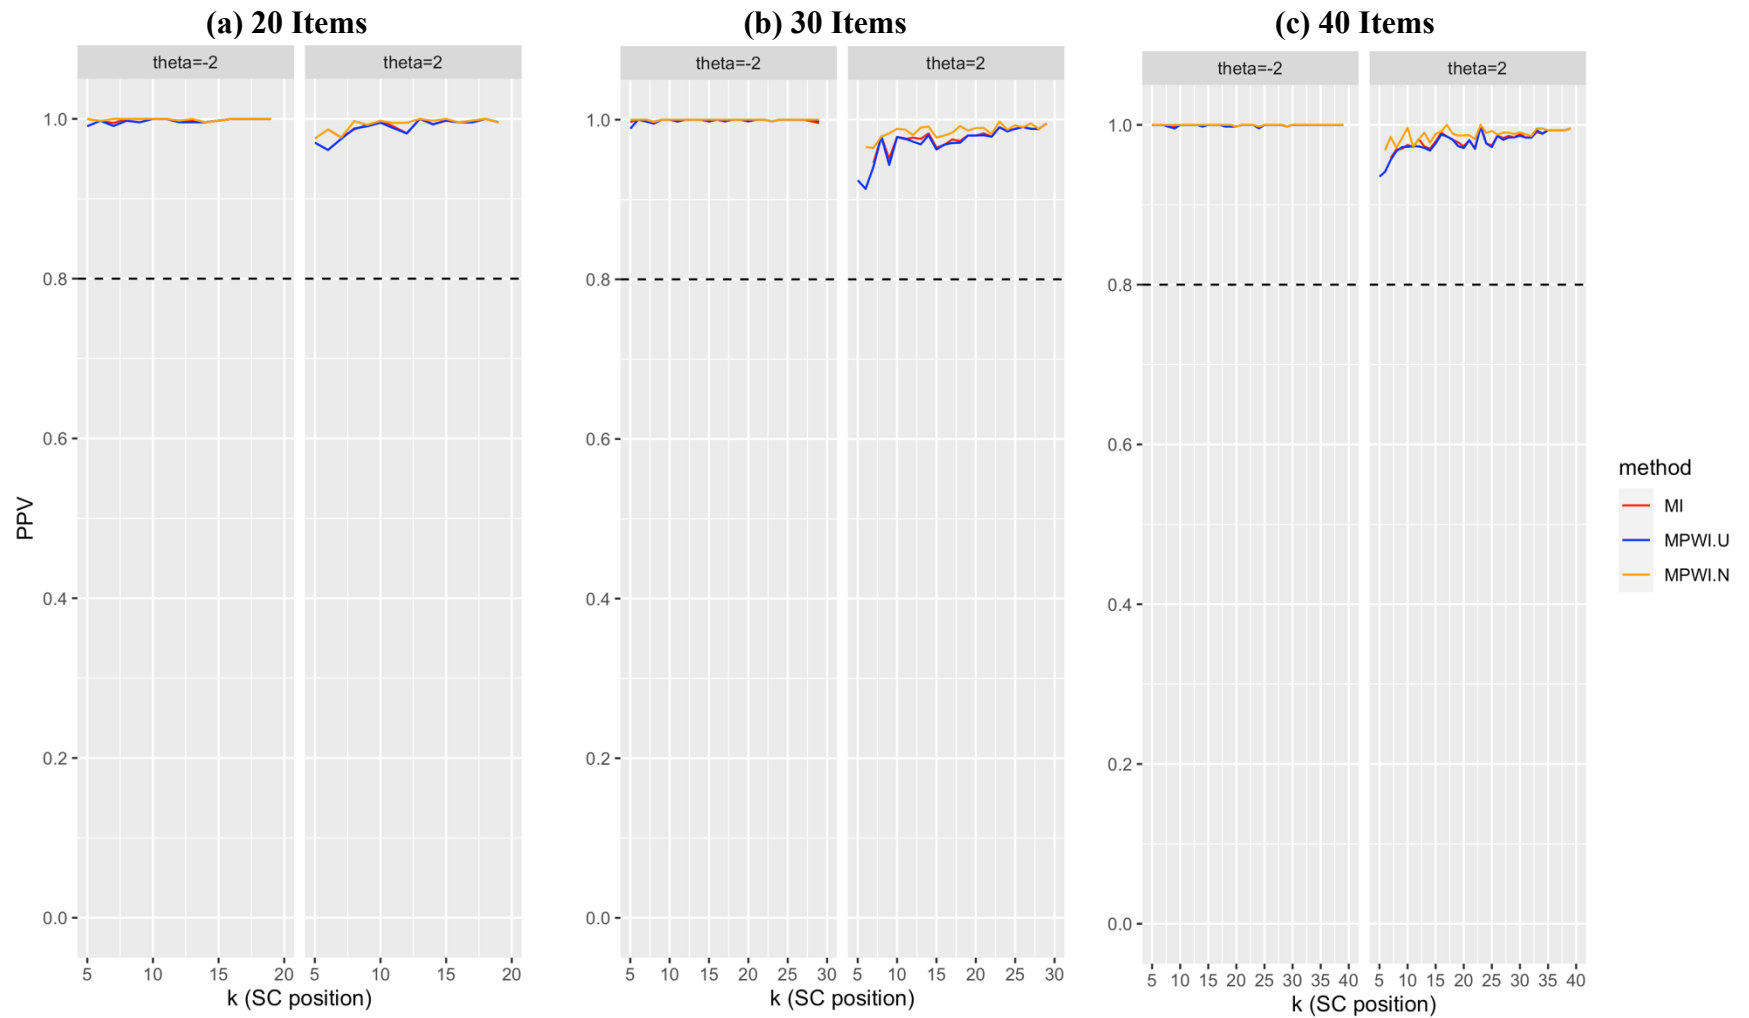 (a) 20 Items
(b) 30 Items
(c) 40 Items
theta=-2
theta=2
theta=-2
theta=2
theta=-2
theta=2
PPV
1.0
0.8
0.6
0.4
0.2
0.0
5 10 15 20
5 10 15 20
k (SC position)
1.0
0.8
0.6
0.4
0.2
0.0
5 10 15 20 25 30
5 10 15 20 25 30
k (SC position)
1.0
0.8
0.6
0.4
0.2
0.0
5 10 15 20 25 30 35 40
5 10 15 20 25 30 35 40
k (SC position)
method
MI
MPWI.U
MPWI.N